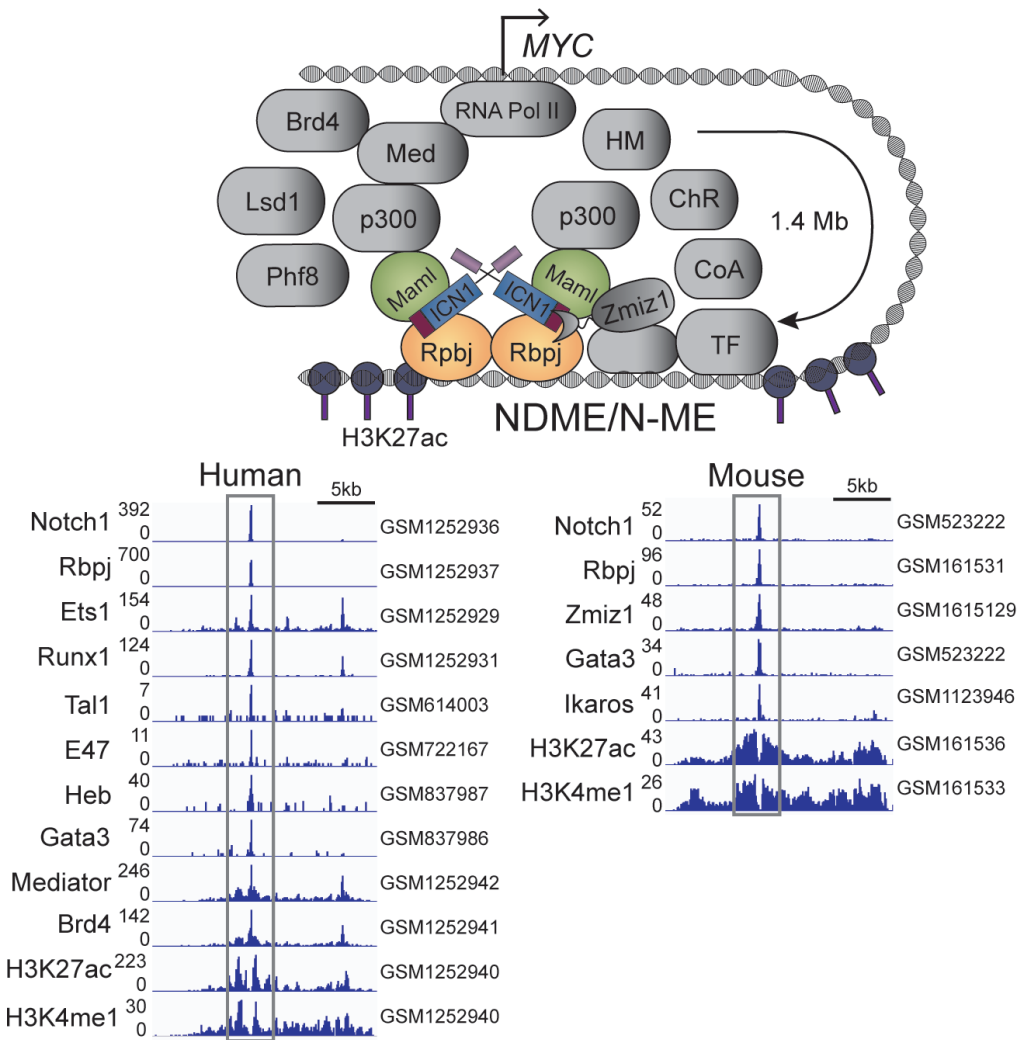 MYC
RNA Pol II
Brd4
Med
HM
Lsd1
p300
p300
ChR
1.4 Mb
Phf8
Maml
Maml
CoA
ICN1
ICN1
Zmiz1
Rpbj
Rbpj
TF
H3K27ac
NDME/N-ME
Human
5kb
Notch1 392 0 GSM1252936
Rbpj 700 0 GSM1252937
Ets1 154 0 GSM1252929
Runx1 124 0 GSM1252931
Tal1 7 0 GSM614003
E47 11 0 GSM722167
Heb 40 0 GSM837987
Gata3 74 0 GSM837986
Mediator 246 0 GSM1252942
Brd4 142 0 GSM1252941
H3K27ac 223 0 GSM1252940
H3K4me1 30 0 GSM1252940
Mouse
5kb
Notch1 52 0 GSM523222
Rbpj 96 0 GSM161531
Zmiz1 48 0 GSM1615129
Gata3 34 0 GSM523222
Ikaros 41 0 GSM1123946
H3K27ac 43 0 GSM161536
H3K4me1 26 0 GSM161533